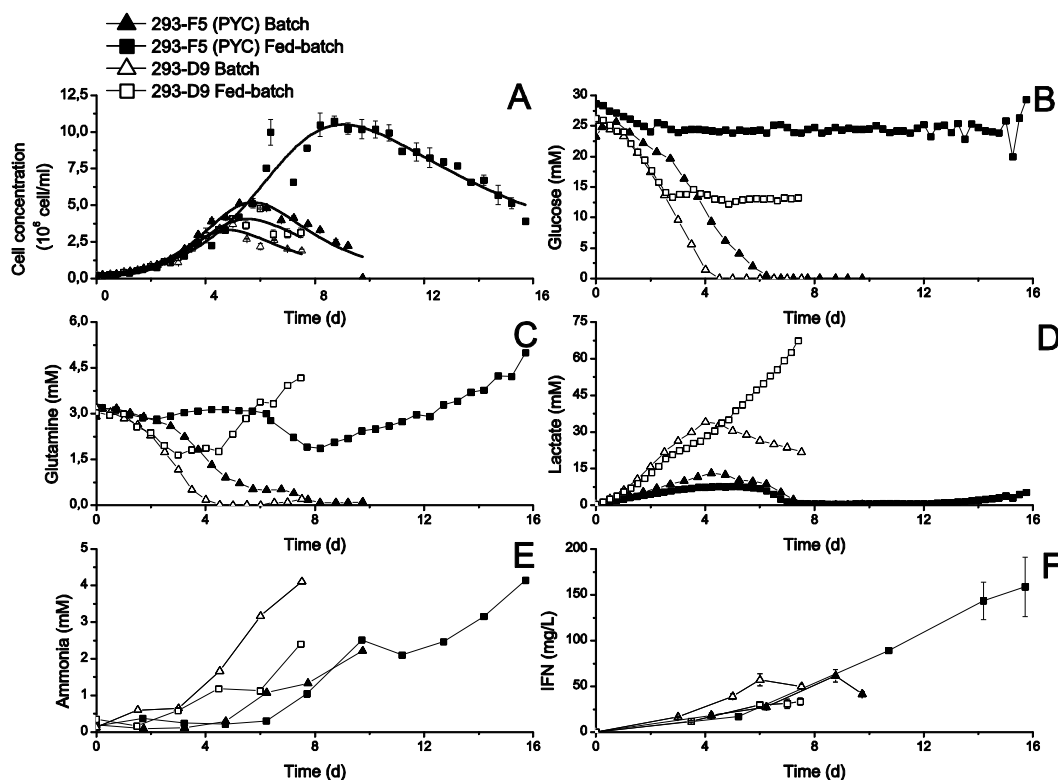 293-F5 (PYC) Batch
293-F5 (PYC) Fed-batch
293-D9 Batch
293-D9 Fed-batch
A
12,5
10,0
7,5
5,0
2,5
0,0
Cell concentration
(10⁶ cell/ml)
0 4 8 12 16
Time (d)
B
30
25
20
15
10
5
0
Glucose (mM)
0 4 8 12 16
Time (d)
C
6,0
4,5
3,0
1,5
0,0
Glutamine (mM)
0 4 8 12 16
Time (d)
D
75
60
45
30
15
0
Lactate (mM)
0 4 8 12 16
Time (d)
E
5
4
3
2
1
0
Ammonia (mM)
0 4 8 12 16
Time (d)
F
200
150
100
50
0
IFN (mg/L)
0 4 8 12 16
Time (d)